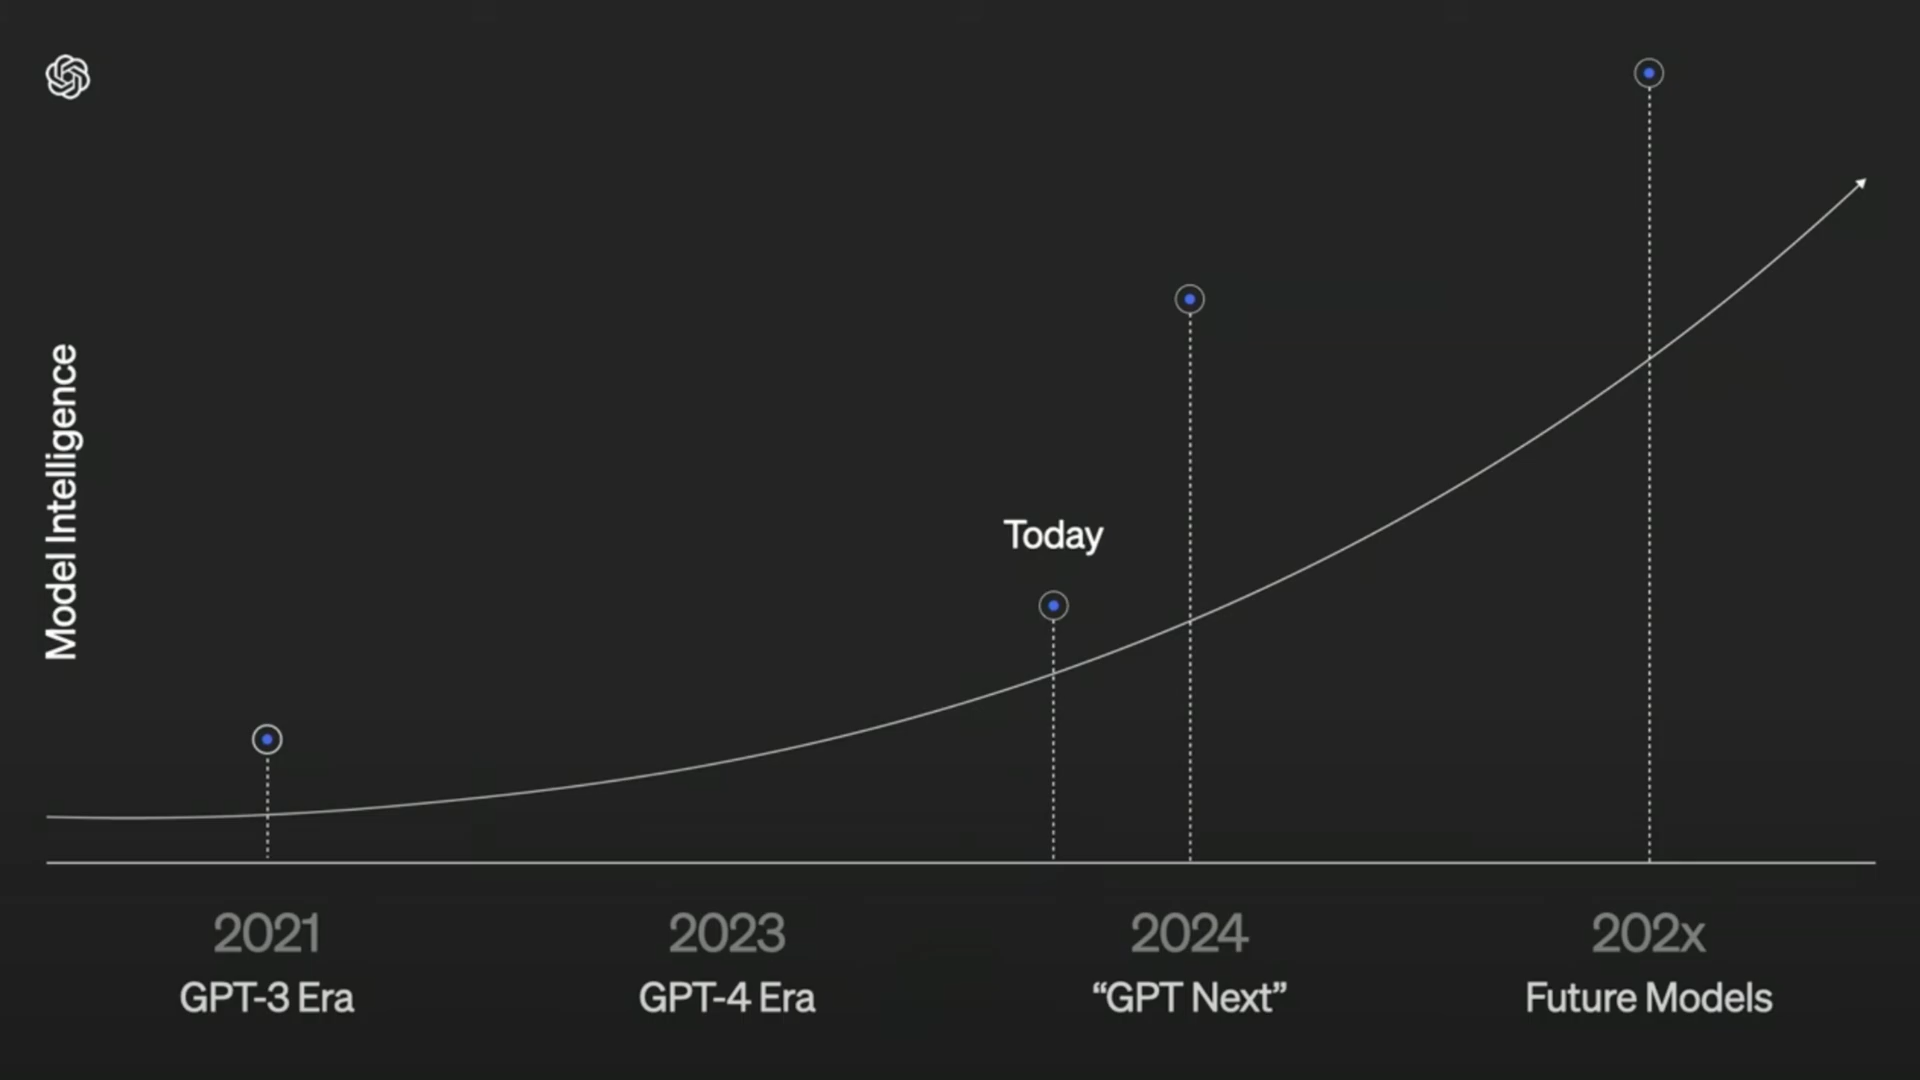 Model Intelligence
Today
2021
GPT-3 Era
2023
GPT-4 Era
2024
“GPT Next”
202x
Future Models